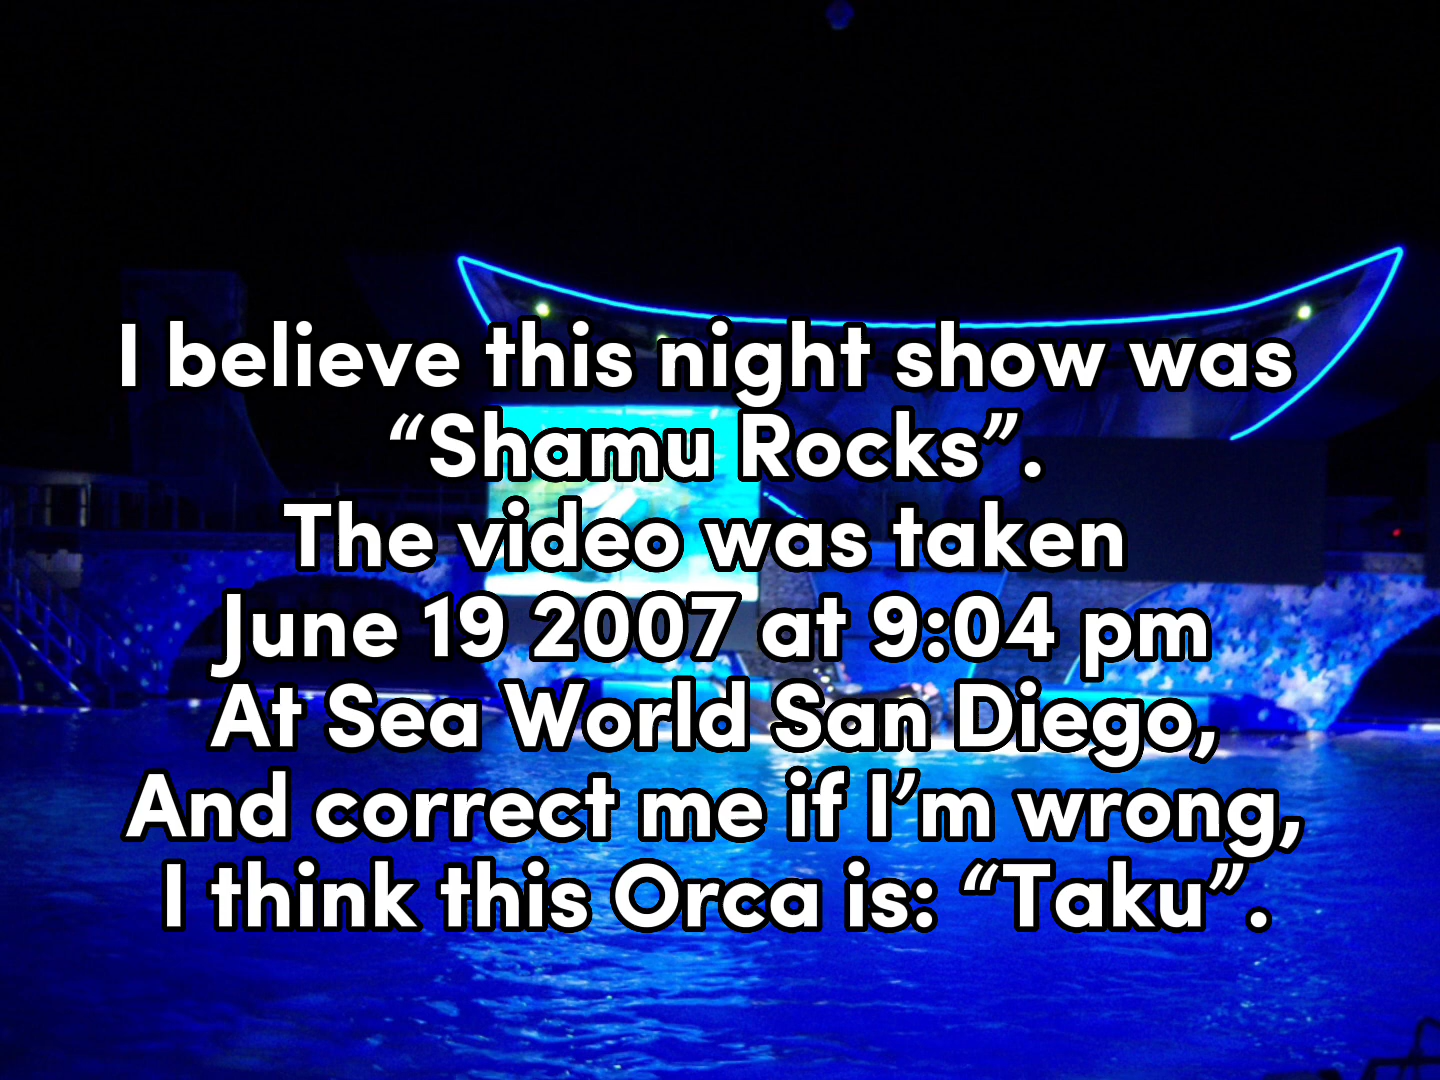 I believe this night show was
“Shamu Rocks”.
The video was taken
June 19 2007 at 9:04 pm
At Sea World San Diego,
And correct me if I’m wrong,
I think this Orca is: “Taku”.